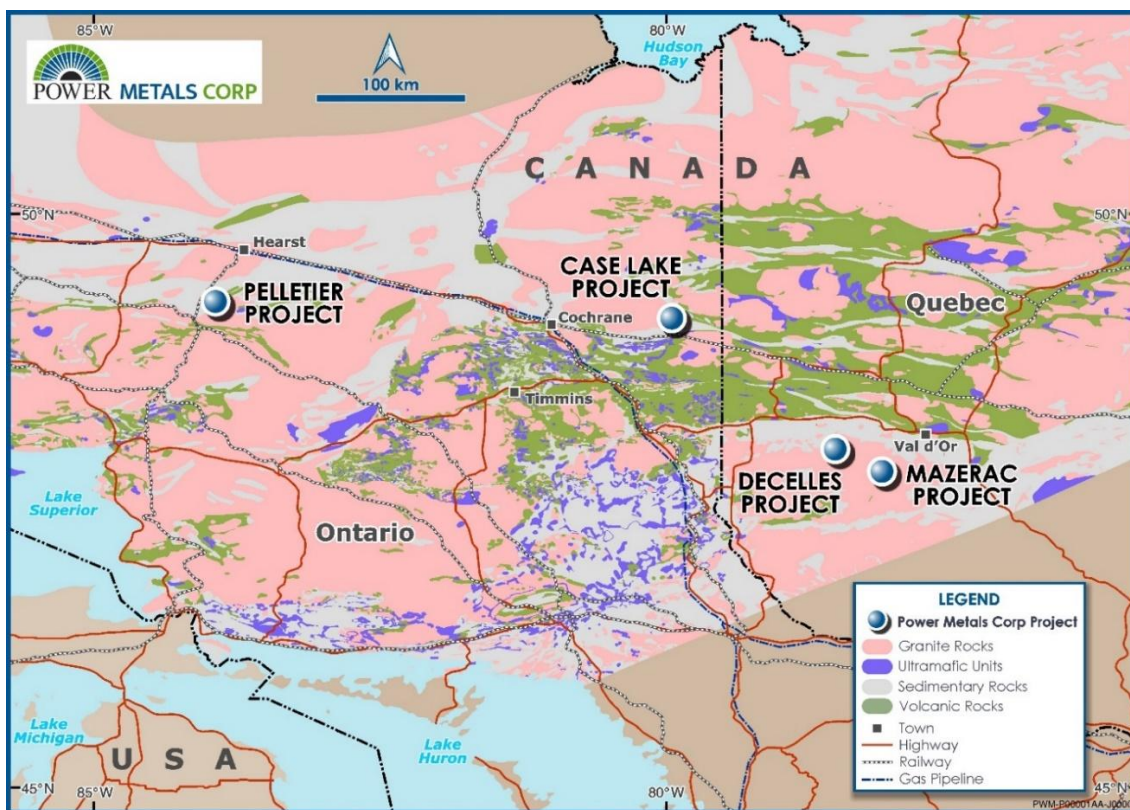 85°W
80°W
Hudson
Bay
POWER METALS CORP
100 km
CANADA
50°N
50°N
Hearst
PELLETIER
PROJECT
CASE LAKE
PROJECT
Cochrane
Quebec
Timmins
Val d'Or
DECELLES
PROJECT
MAZERAC
PROJECT
Lake
Superior
Ontario
LEGEND
Power Metals Corp Project
Granite Rocks
Ultramafic Units
Sedimentary Rocks
Volcanic Rocks
Town
Highway
Railway
Gas Pipeline
Lake
Michigan
USA
Lake
Huron
45°N
85°W
80°W
45°N